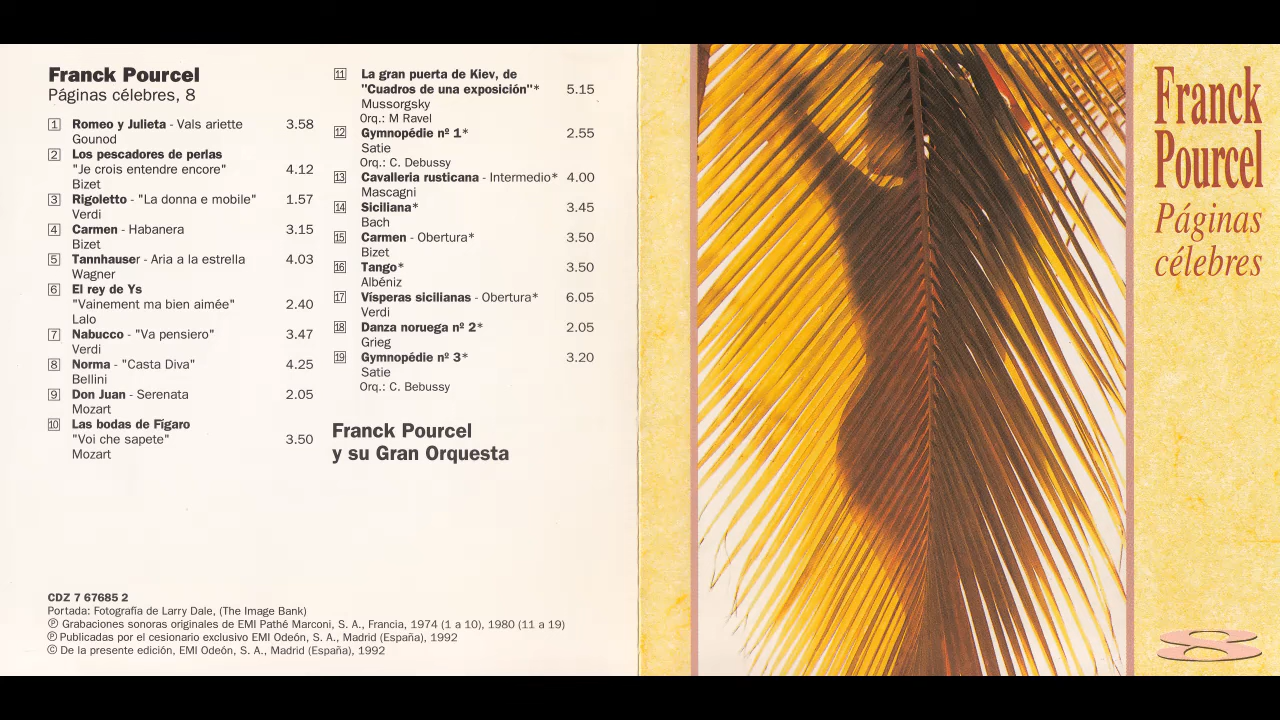 Franck Pourcel
Páginas célebres, 8
1 Romeo y Julieta - Vals ariette 3.58
Gounod
2 Los pescadores de perlas
"Je crois entendre encore" 4.12
Bizet
3 Rigoletto - "La donna e mobile" 1.57
Verdi
4 Carmen - Habanera 3.15
Bizet
5 Tannhauser - Aria a la estrella 4.03
Wagner
6 El rey de Ys
"Vainement ma bien aimée" 2.40
Lalo
7 Nabucco - "Va pensiero" 3.47
Verdi
8 Norma - "Casta Diva" 4.25
Bellini
9 Don Juan - Serenata 2.05
Mozart
10 Las bodas de Fígaro
"Voi che sapete" 3.50
Mozart
11 La gran puerta de Kiev, de
"Cuadros de una exposición"* 5.15
Mussorgsky
Orq.: M Ravel
12 Gymnopédie nº 1* 2.55
Satie
Orq.: C. Debussy
13 Cavalleria rusticana - Intermedio* 4.00
Mascagni
14 Siciliana* 3.45
Bach
15 Carmen - Obertura* 3.50
Bizet
16 Tango* 3.50
Albéniz
17 Vísperas sicilianas - Obertura* 6.05
Verdi
18 Danza noruega nº 2* 2.05
Grieg
19 Gymnopédie nº 3* 3.20
Satie
Orq.: C. Bebussy
Franck Pourcel
y su Gran Orquesta
CDZ 7 67685 2
Portada: Fotografía de Larry Dale, (The Image Bank)
℗ Grabaciones sonoras originales de EMI Pathé Marconi, S. A., Francia, 1974 (1 a 10), 1980 (11 a 19)
℗ Publicadas por el cesionario exclusivo EMI Odeón, S. A., Madrid (España), 1992
© De la presente edición, EMI Odeón, S. A., Madrid (España), 1992
Franck
Pourcel
Páginas
célebres
8